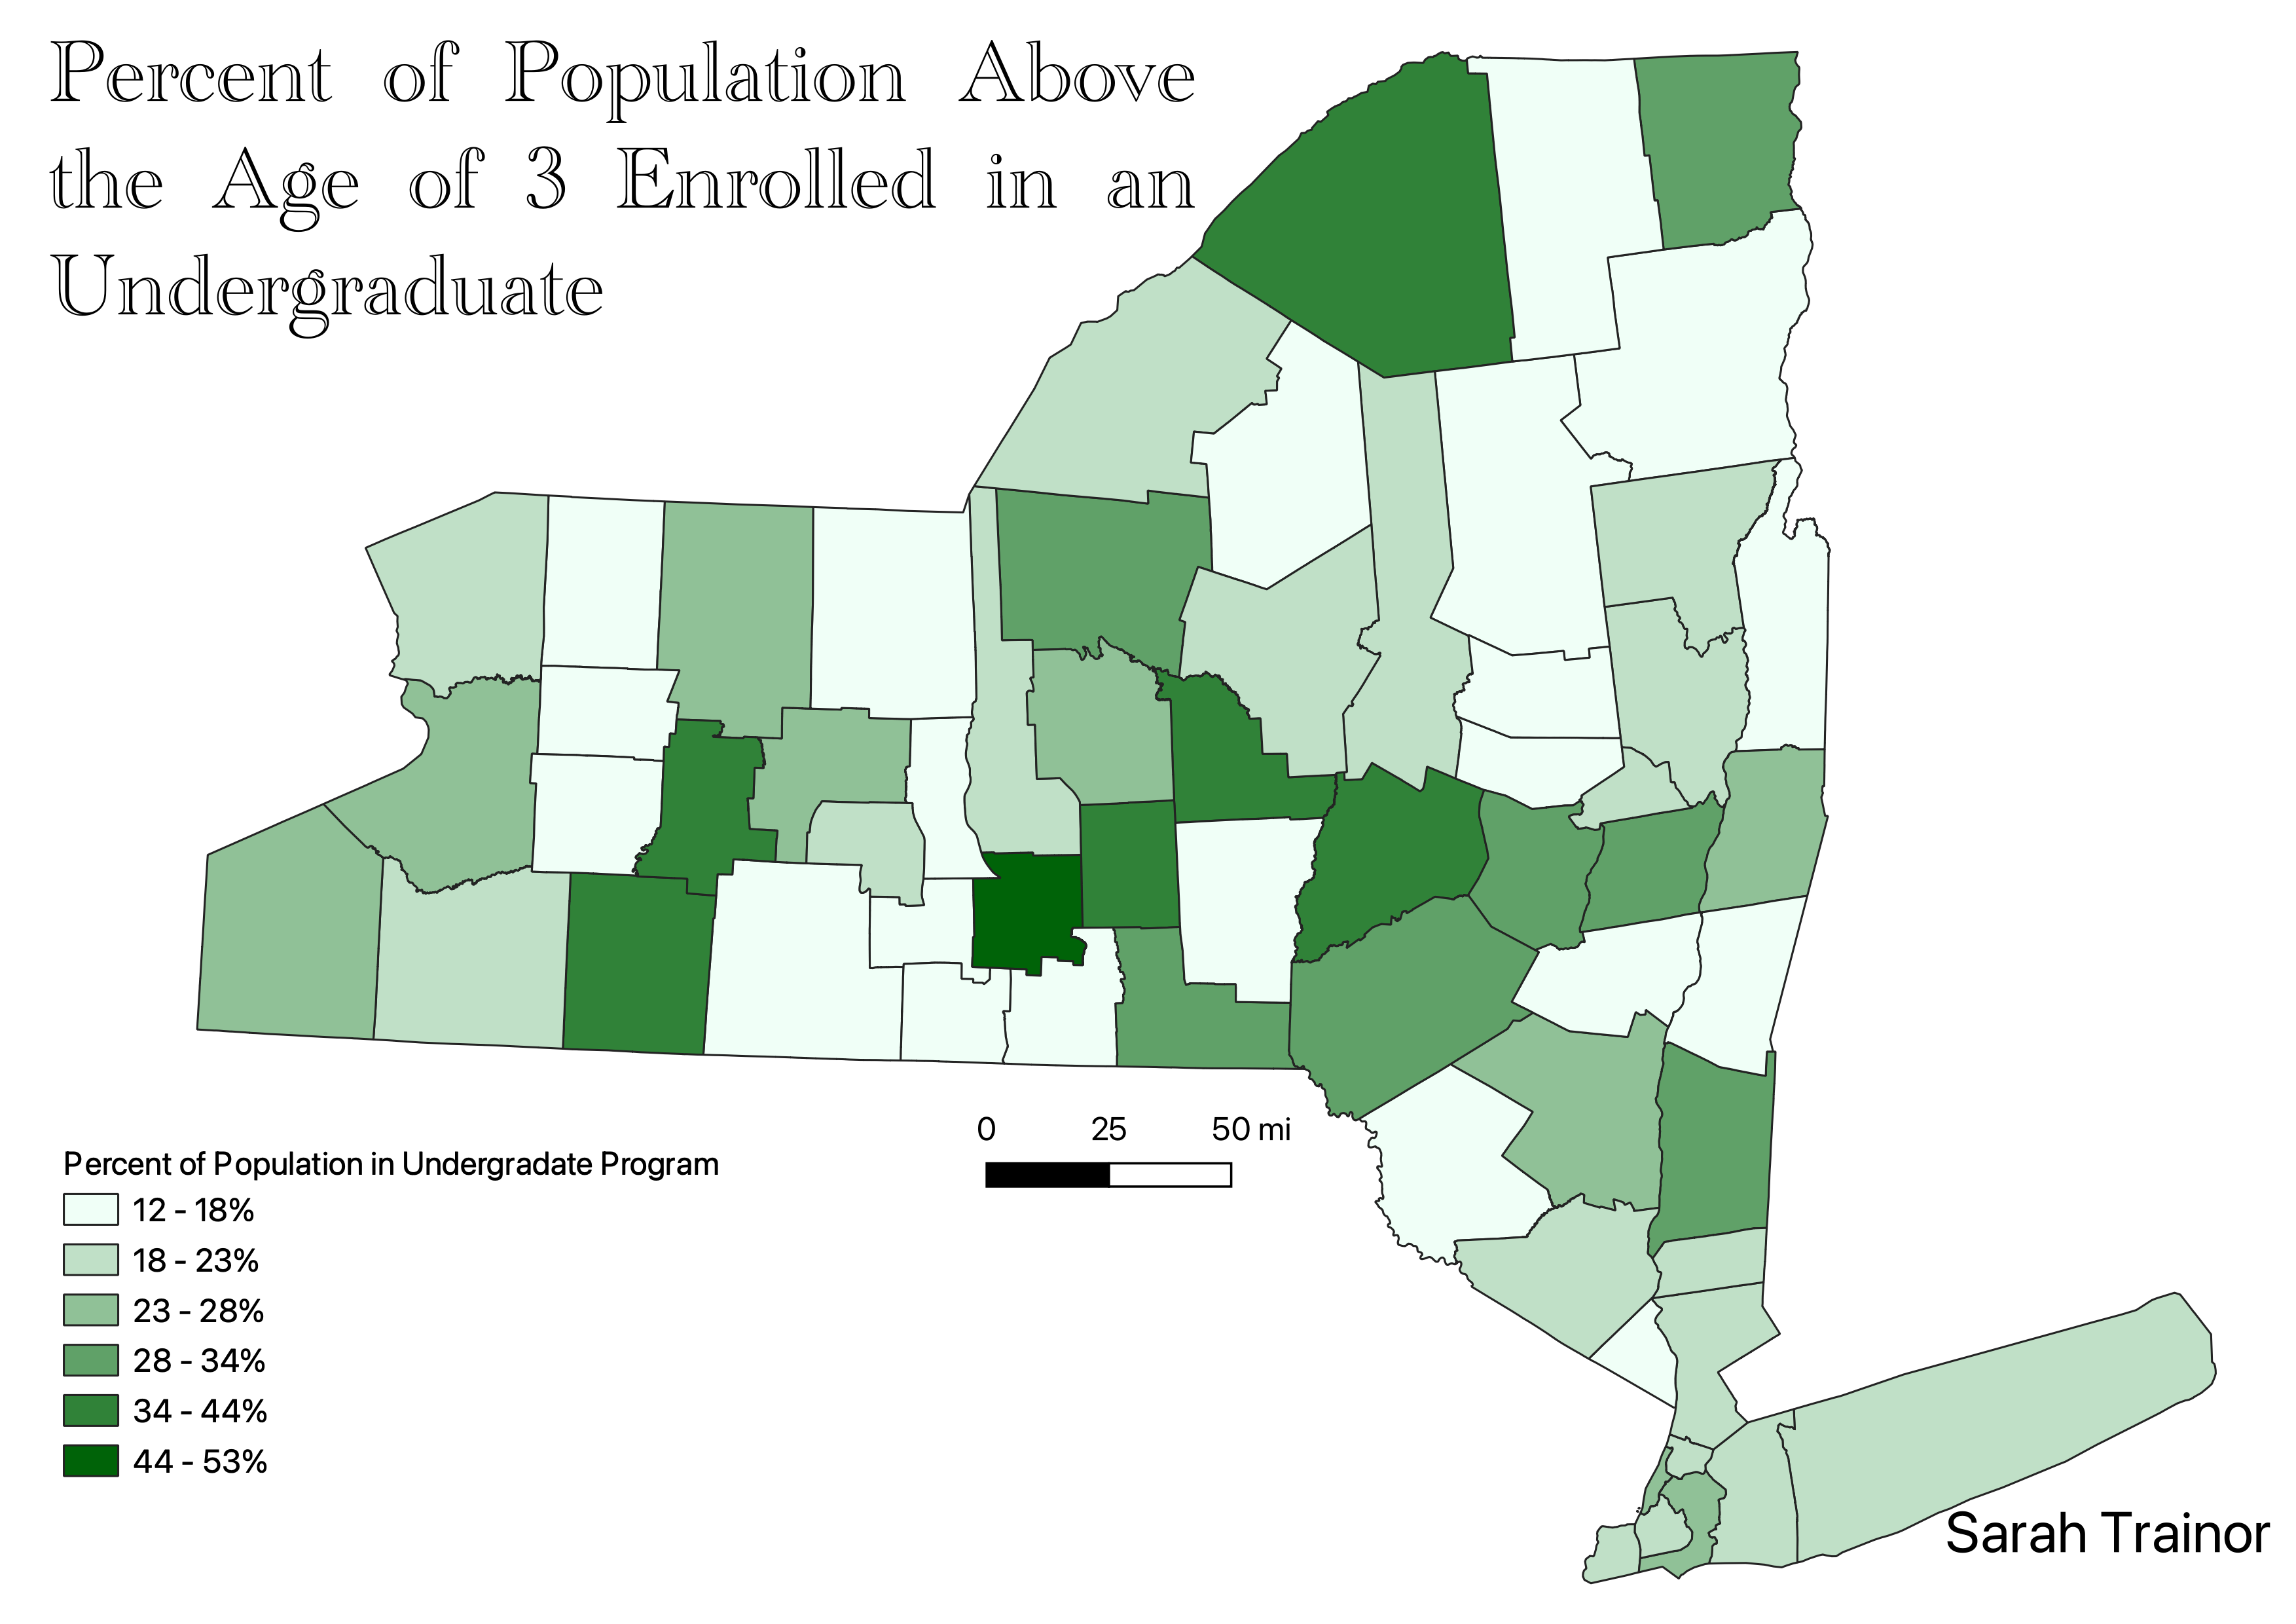 Percent of Population Above
the Age of 3 Enrolled in an
Undergraduate
0 25 50 mi
Percent of Population in Undergradate Program
12 - 18%
18 - 23%
23 - 28%
28 - 34%
34 - 44%
44 - 53%
Sarah Trainor